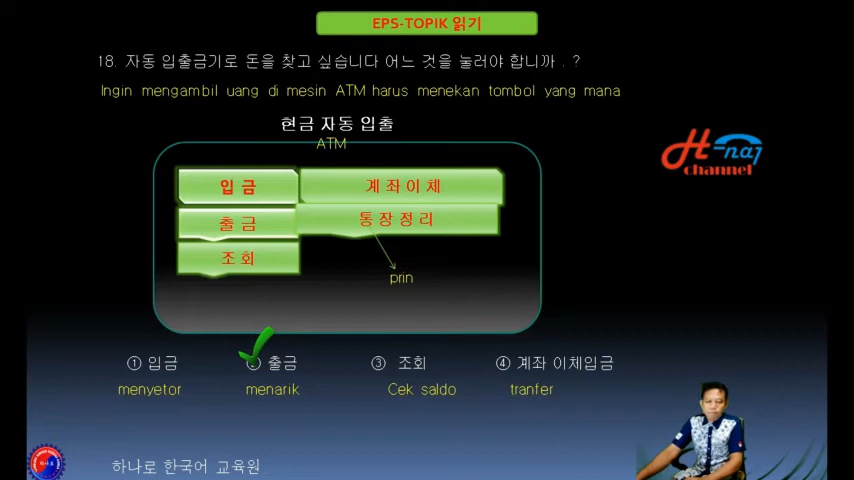 EPS-TOPIK 읽기
18. 자동 입출금기로 돈을 찾고 싶습니다 어느 것을 눌러야 합니까 . ?
Ingin mengambil uang di mesin ATM harus menekan tombol yang mana
현금 자동 입출
ATM
H-naj
channel
입 금 계 좌 이 체
출 금 통 장 정 리
조 회
prin
① 입금 출금 ③ 조회 ④ 계좌 이체입금
menyetor menarik Cek saldo tranfer
하나로 한국어 교육원